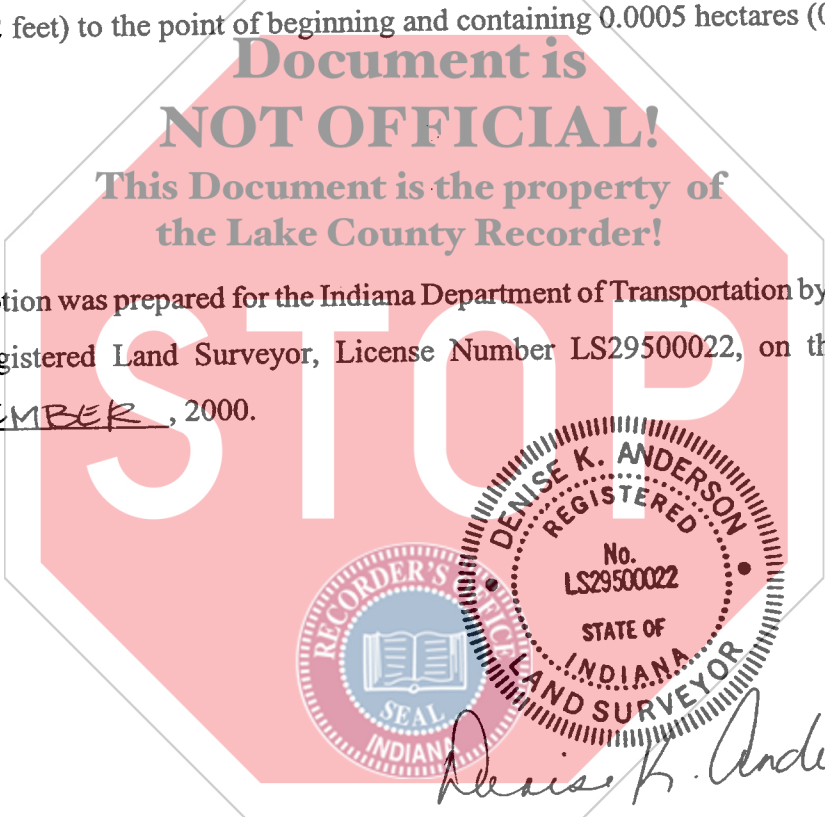 feet) to the point of beginning and containing 0.0005 hectares ((
Document is
NOT OFFICIAL!
This Document is the property of
the Lake County Recorder!
tion was prepared for the Indiana Department of Transportation by
gistered Land Surveyor, License Number LS29500022, on th
EMBER, 2000.
STOP
DENISE K. ANDERSON
REGISTERED
No.
LS29500022
STATE OF
INDIANA
LAND SURVEYOR
RECORDER'S OFFICE
SEAL
INDIANA
Denise K. Ande